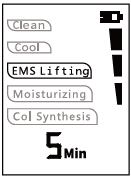 Clean
Cool
EMS Lifting
Moisturizing
Col Synthesis
5Min